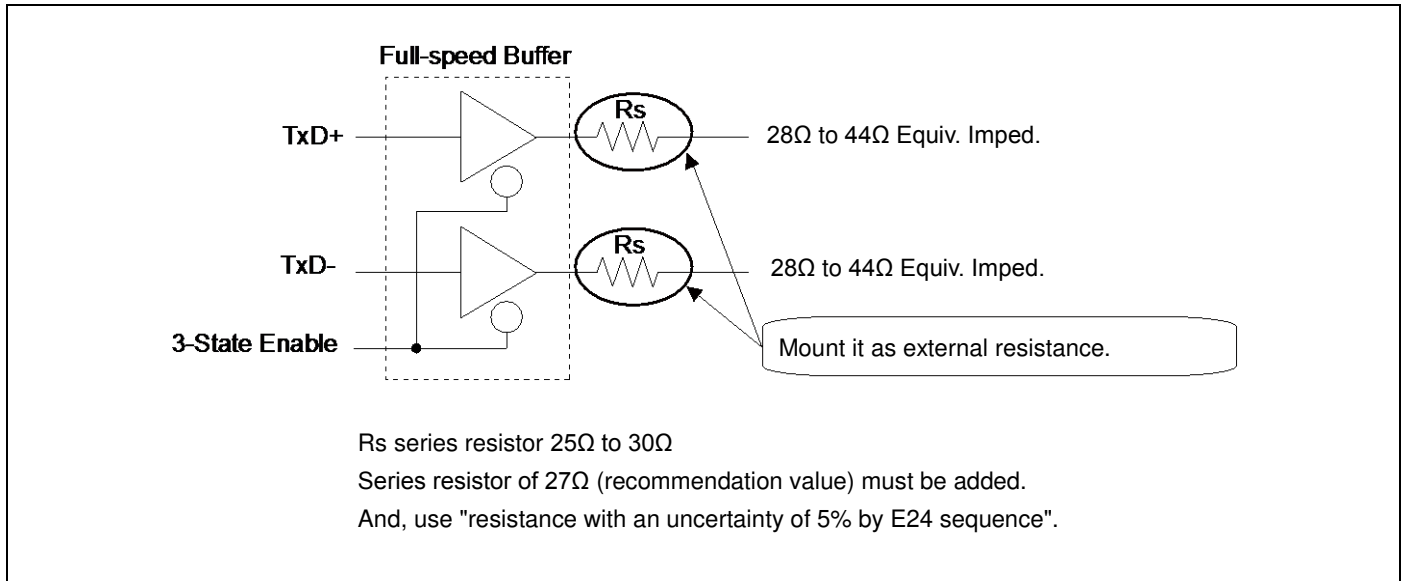 Full-speed Buffer
Rs
TxD+
28Ω to 44Ω Equiv. Imped.
Rs
TxD-
28Ω to 44Ω Equiv. Imped.
3-State Enable
Mount it as external resistance.
Rs series resistor 25Ω to 30Ω
Series resistor of 27Ω (recommendation value) must be added.
And, use "resistance with an uncertainty of 5% by E24 sequence".